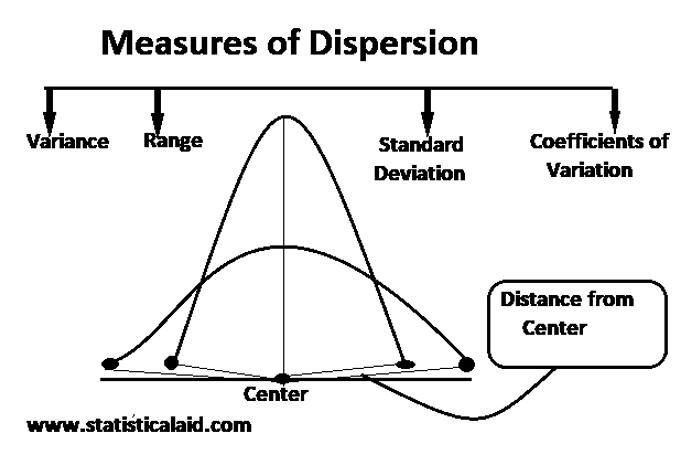 Measures of Dispersion
Variance
Range
Standard
Deviation
Coefficients of
Variation
Distance from
Center
Center
www.statisticalaid.com